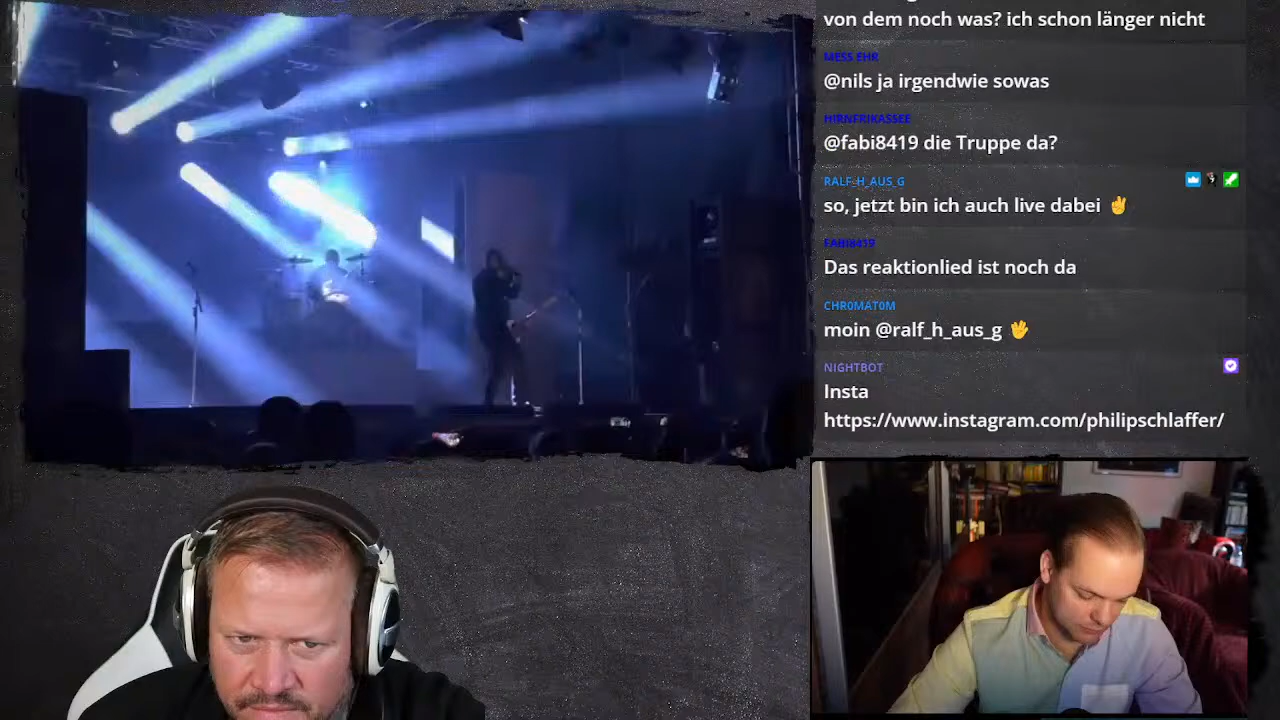 von dem noch was? ich schon länger nicht
MESS EHR
@nils ja irgendwie sowas
HIRNFRIKASSEE
@fabi8419 die Truppe da?
RALF_H_AUS_G
so, jetzt bin ich auch live dabei ✌
FABI8419
Das reaktionlied ist noch da
CHR0MAT0M
moin @ralf_h_aus_g 🖖
NIGHTBOT
Insta
https://www.instagram.com/philipschlaffer/